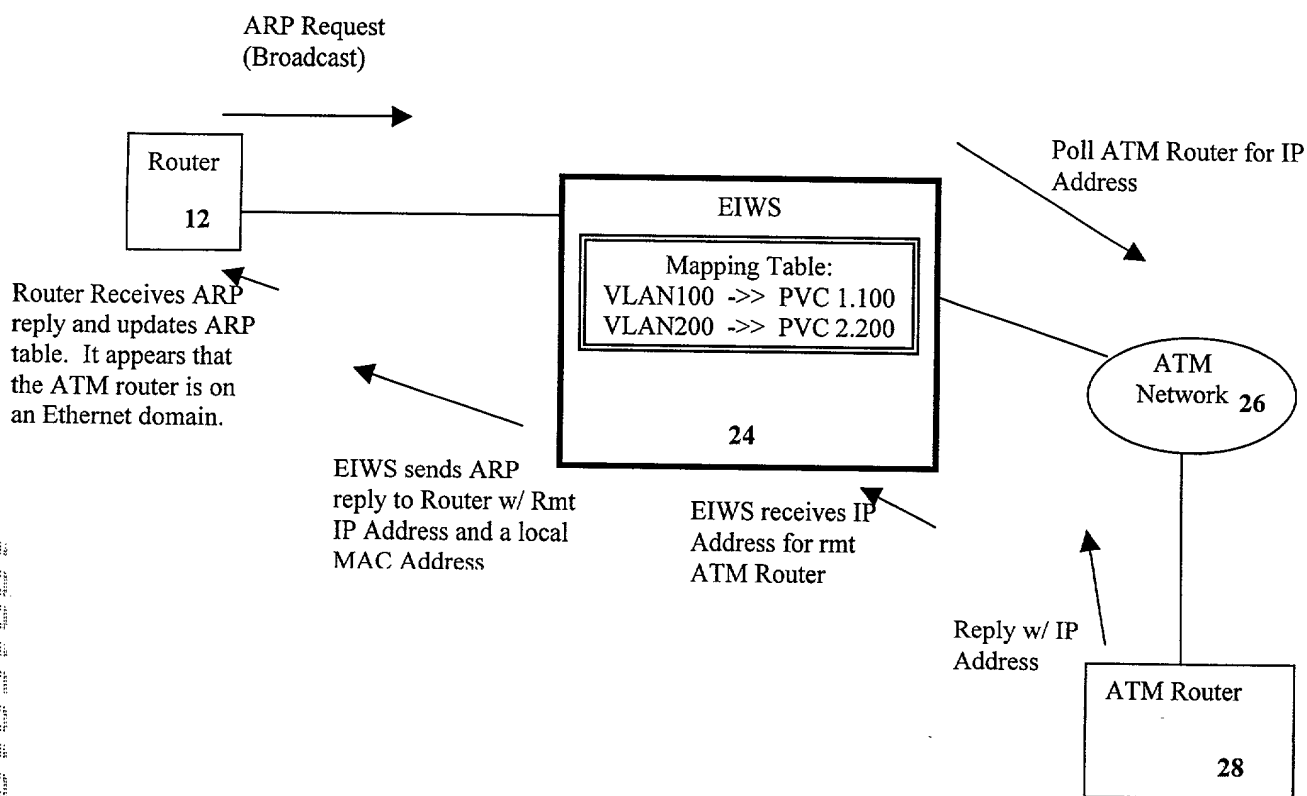 ARP Request
(Broadcast)
Router
12
Poll ATM Router for IP
Address
EIWS
Mapping Table:
VLAN100 ->> PVC 1.100
VLAN200 ->> PVC 2.200
24
Router Receives ARP
reply and updates ARP
table. It appears that
the ATM router is on
an Ethernet domain.
ATM
Network 26
EIWS sends ARP
reply to Router w/ Rmt
IP Address and a local
MAC Address
EIWS receives IP
Address for rmt
ATM Router
Reply w/ IP
Address
ATM Router
28